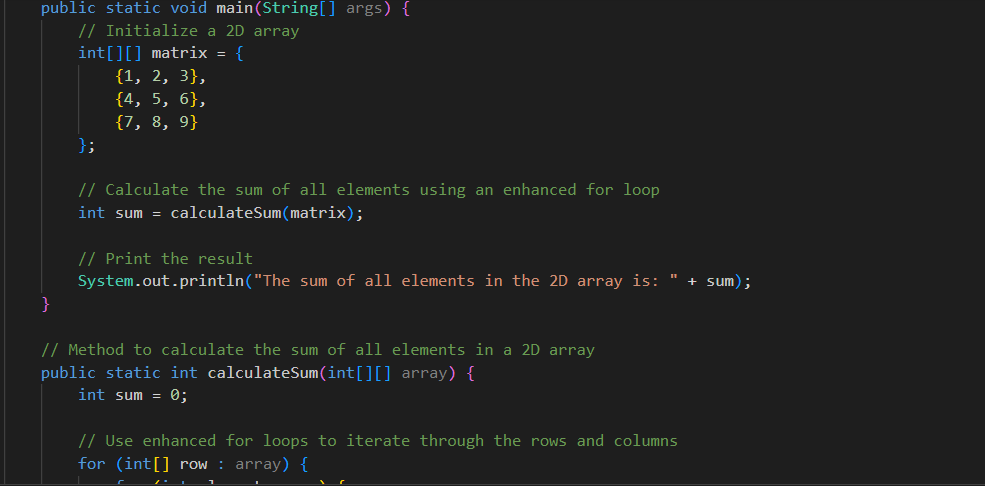 public static void main(String[] args) {
// Initialize a 2D array
int[][] matrix = {
{1, 2, 3},
{4, 5, 6},
{7, 8, 9}
};
// Calculate the sum of all elements using an enhanced for loop
int sum = calculateSum(matrix);
// Print the result
System.out.println("The sum of all elements in the 2D array is: " + sum);
}
// Method to calculate the sum of all elements in a 2D array
public static int calculateSum(int[][] array) {
int sum = 0;
// Use enhanced for loops to iterate through the rows and columns
for (int[] row : array) {